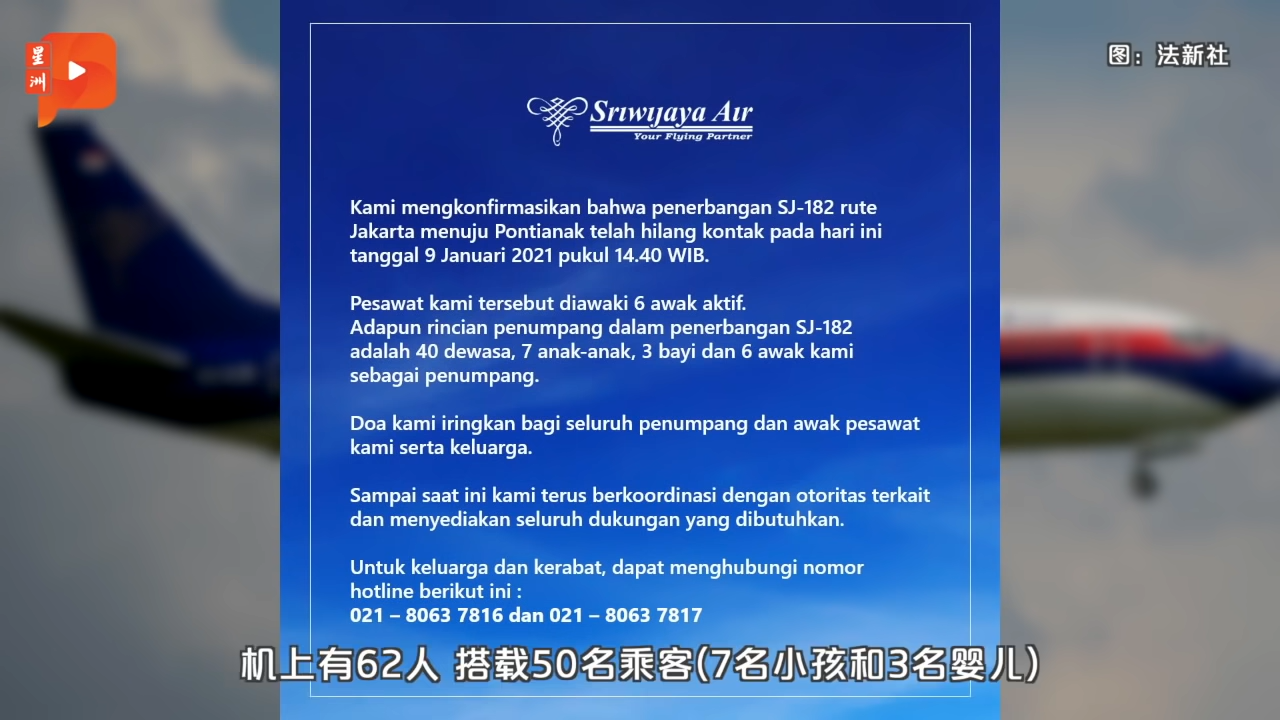 星洲
图：法新社
Sriwijaya Air
Your Flying Partner
Kami mengkonfirmasikan bahwa penerbangan SJ-182 rute
Jakarta menuju Pontianak telah hilang kontak pada hari ini
tanggal 9 Januari 2021 pukul 14.40 WIB.
Pesawat kami tersebut diawaki 6 awak aktif.
Adapun rincian penumpang dalam penerbangan SJ-182
adalah 40 dewasa, 7 anak-anak, 3 bayi dan 6 awak kami
sebagai penumpang.
Doa kami iringkan bagi seluruh penumpang dan awak pesawat
kami serta keluarga.
Sampai saat ini kami terus berkoordinasi dengan otoritas terkait
dan menyediakan seluruh dukungan yang dibutuhkan.
Untuk keluarga dan kerabat, dapat menghubungi nomor
hotline berikut ini :
021 – 8063 7816 dan 021 – 8063 7817
机上有62人 搭载50名乘客(7名小孩和3名婴儿)